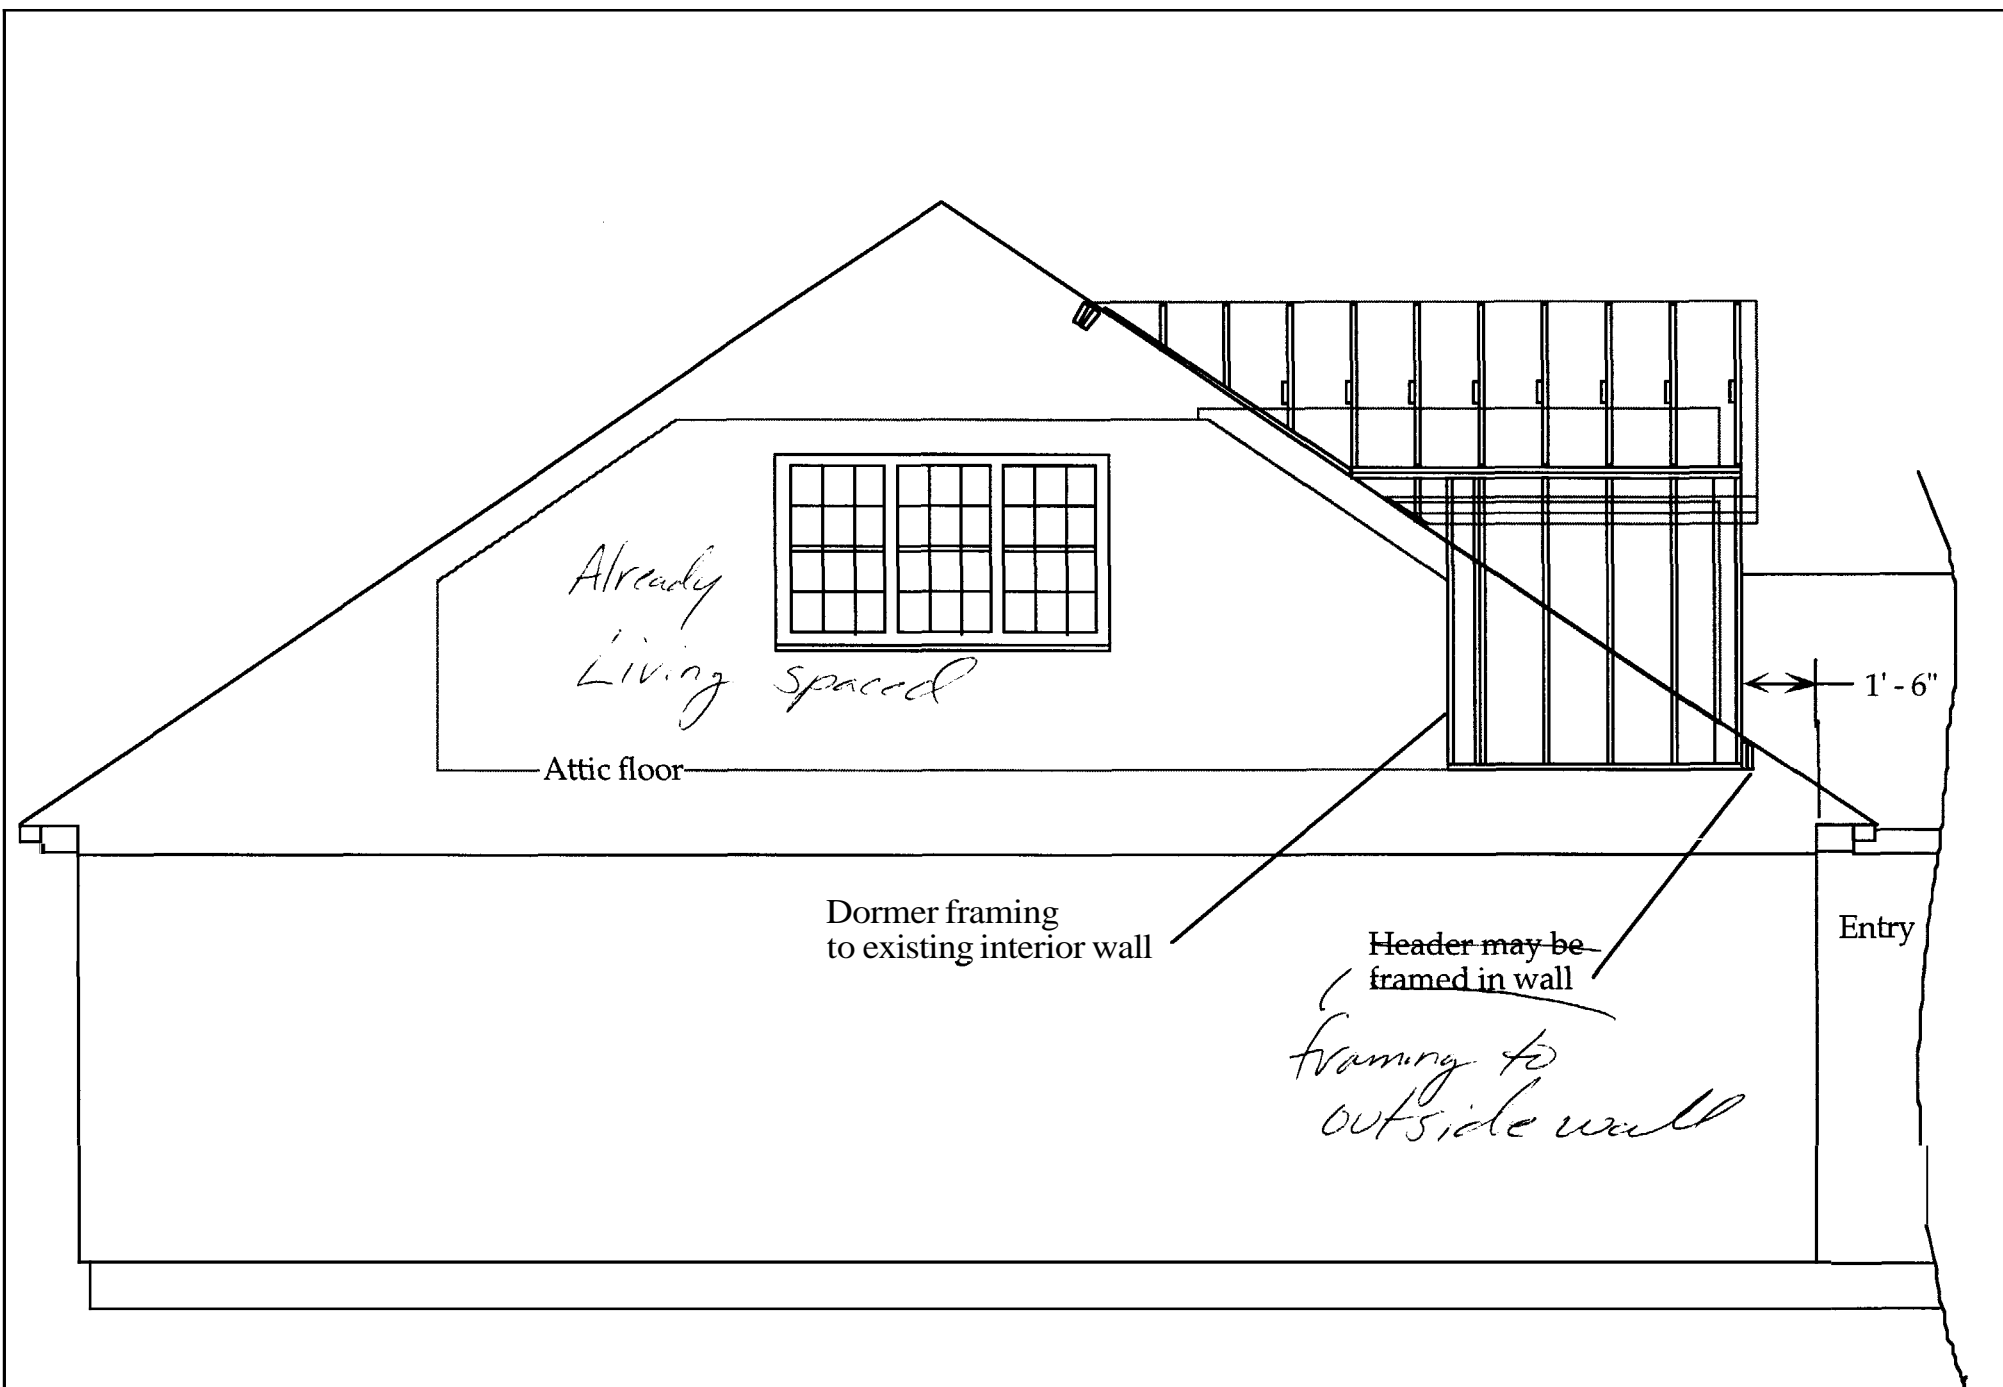 Already
Living spaced
1' - 6"
Attic floor
Dormer framing
to existing interior wall
Header may be
framed in wall
Entry
framing to
outside wall